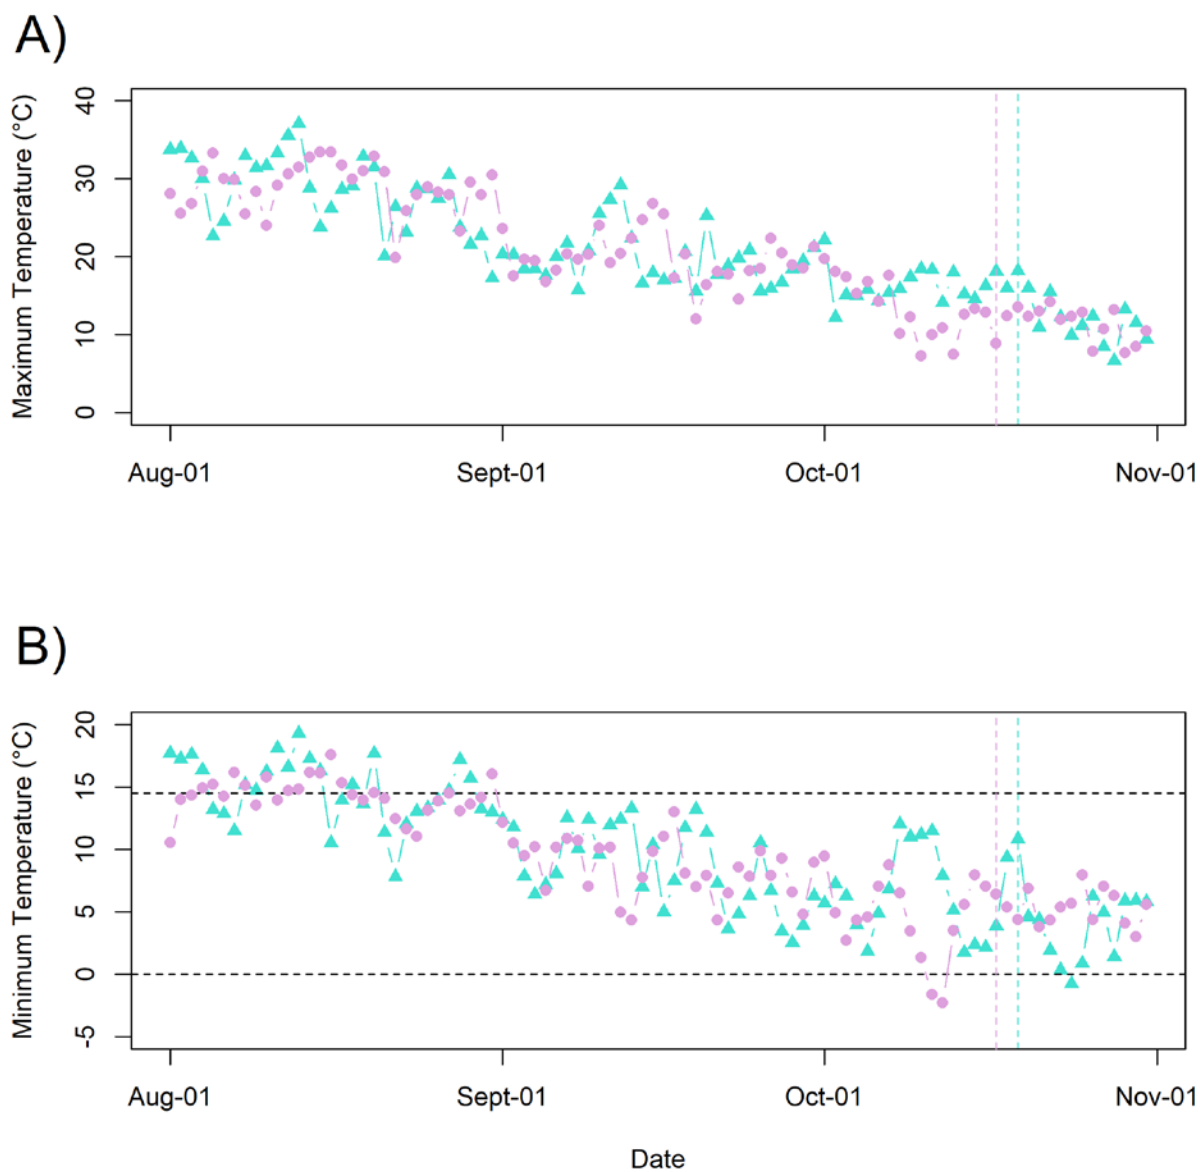 A)
Maximum Temperature (°C)
40
30
20
10
0
Aug-01 Sept-01 Oct-01 Nov-01
B)
Minimum Temperature (°C)
20
15
10
5
0
-5
Aug-01 Sept-01 Oct-01 Nov-01
Date